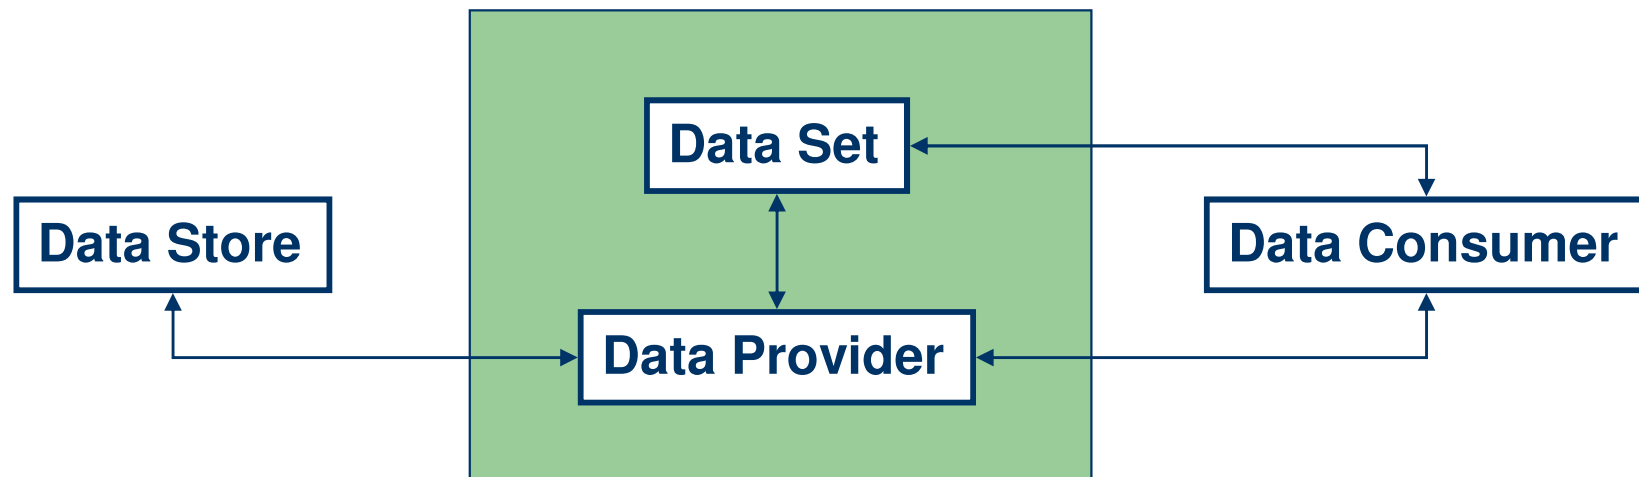 Data Set
Data Store
Data Consumer
Data Provider